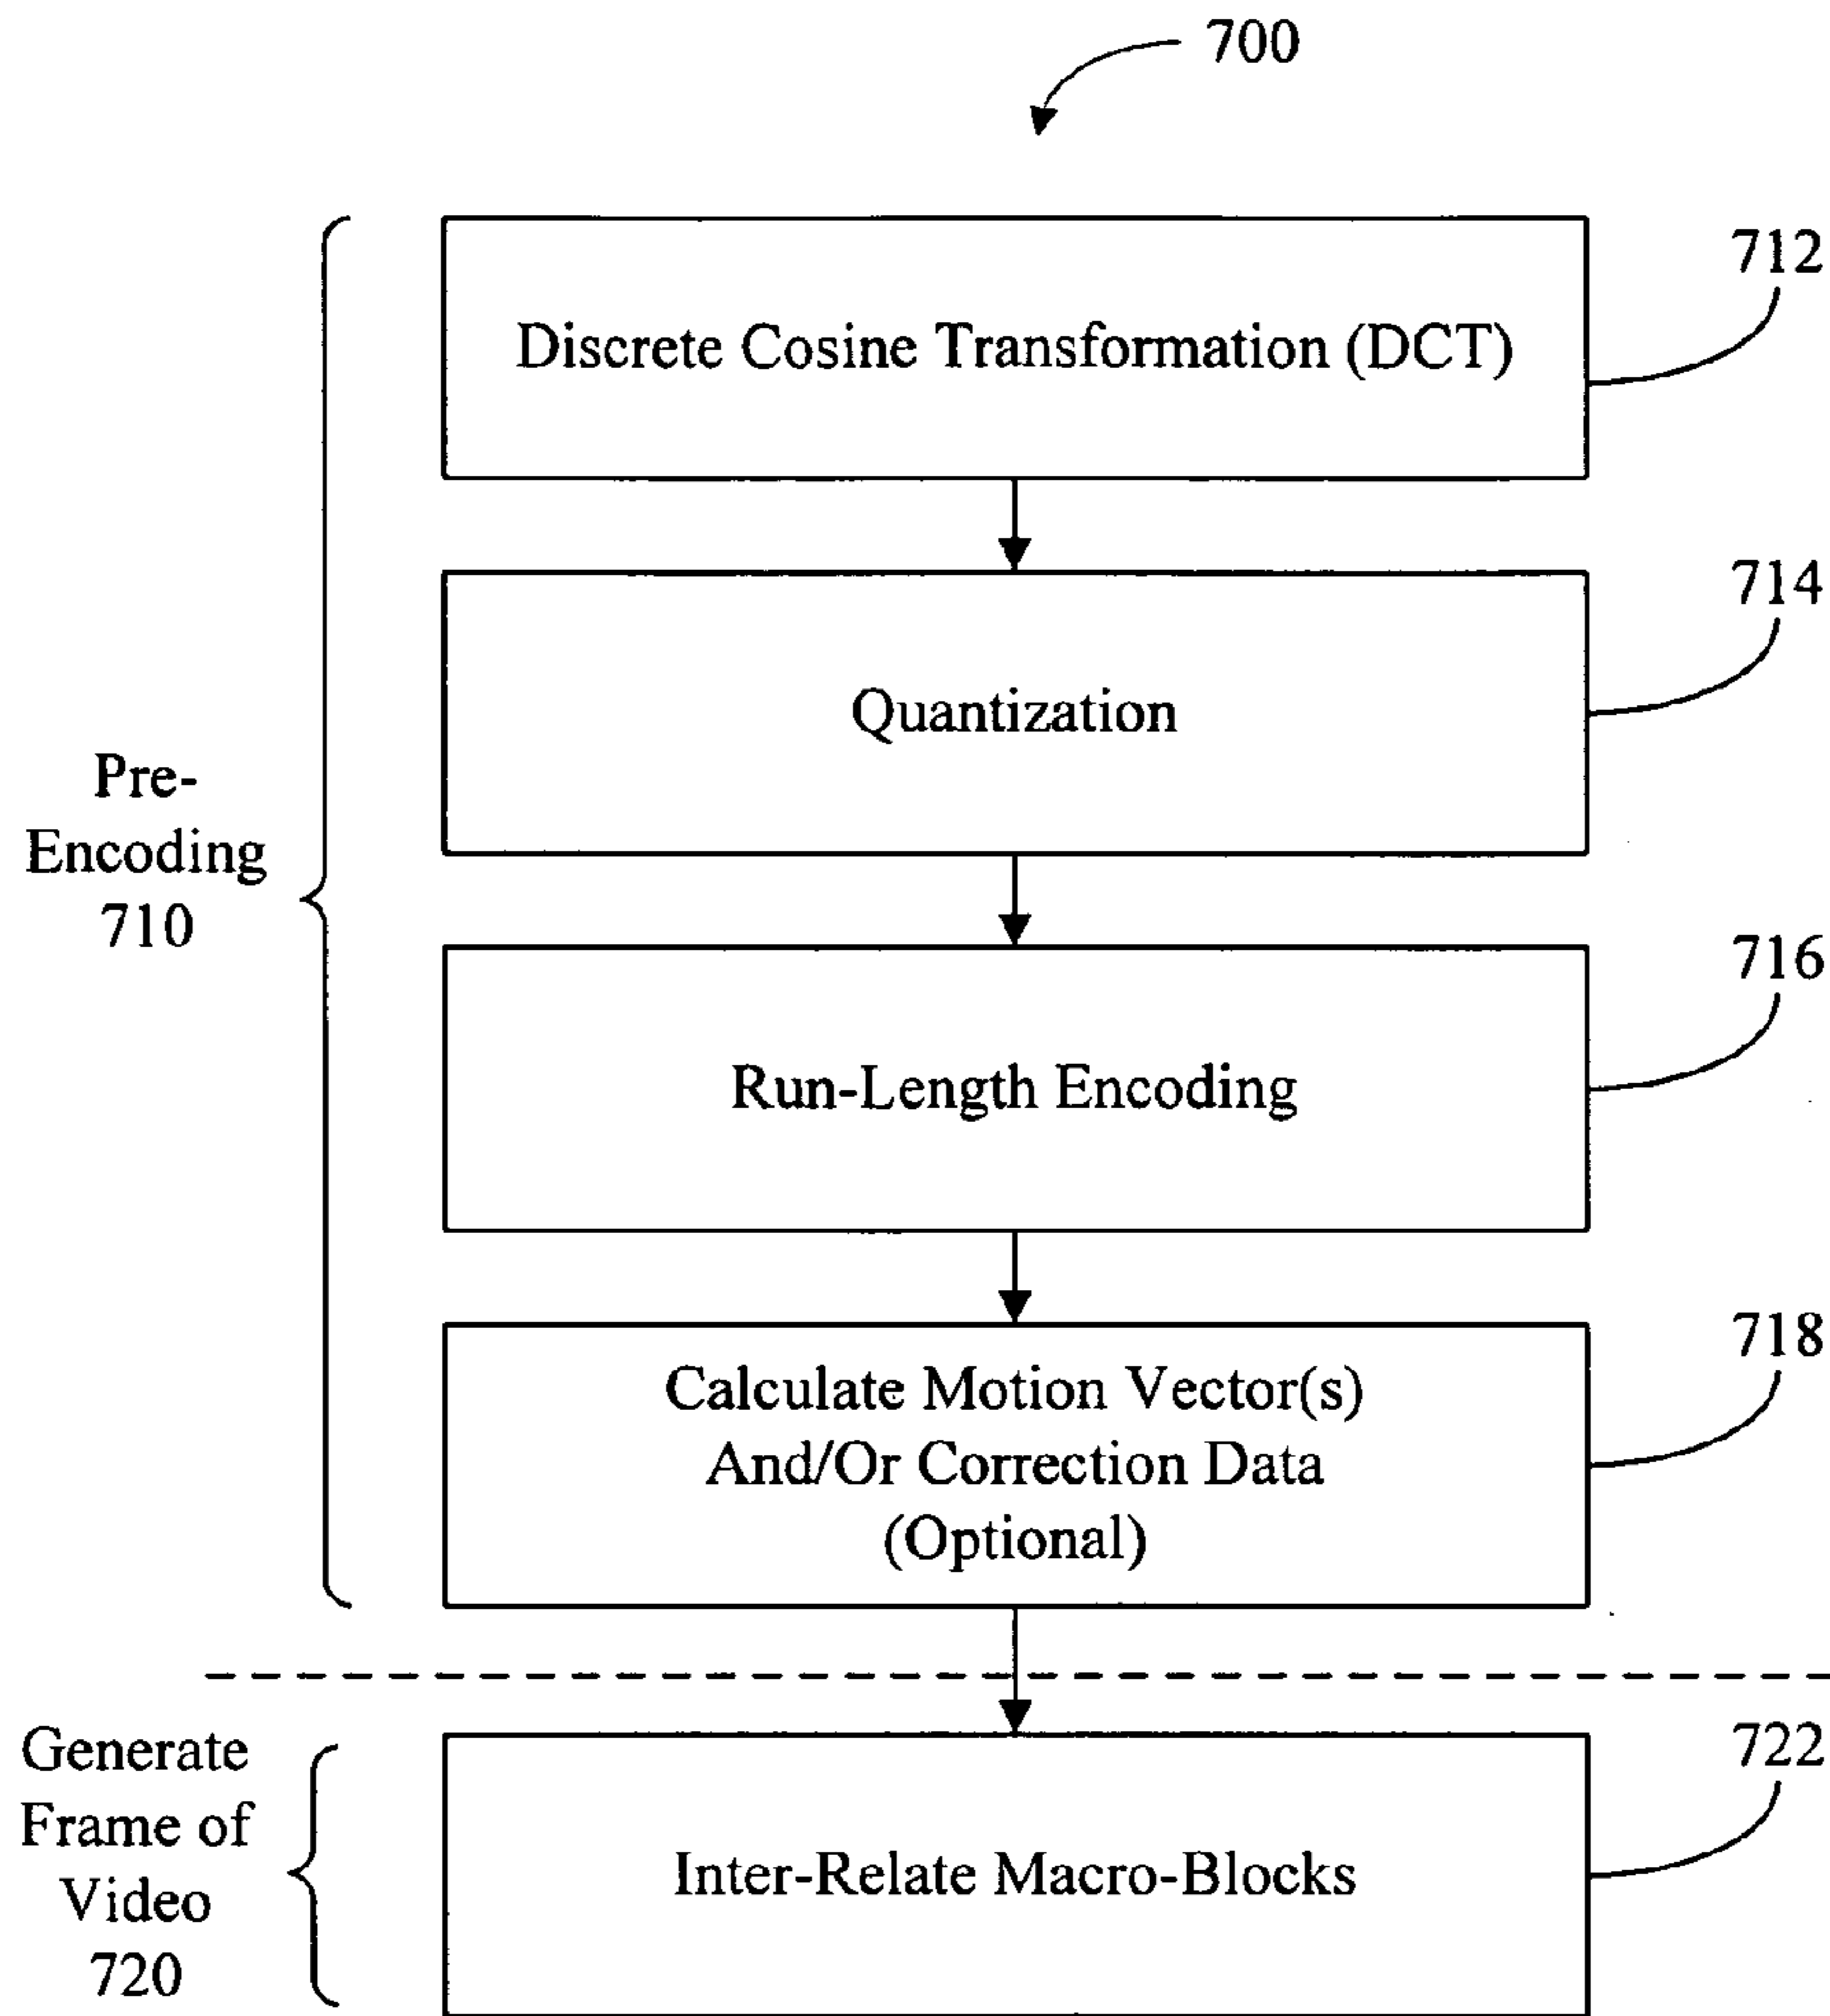 700
712
Discrete Cosine Transformation (DCT)
714
Quantization
Pre-
Encoding
710
716
Run-Length Encoding
718
Calculate Motion Vector(s)
And/Or Correction Data
(Optional)
722
Generate
Frame of
Video
720
Inter-Relate Macro-Blocks